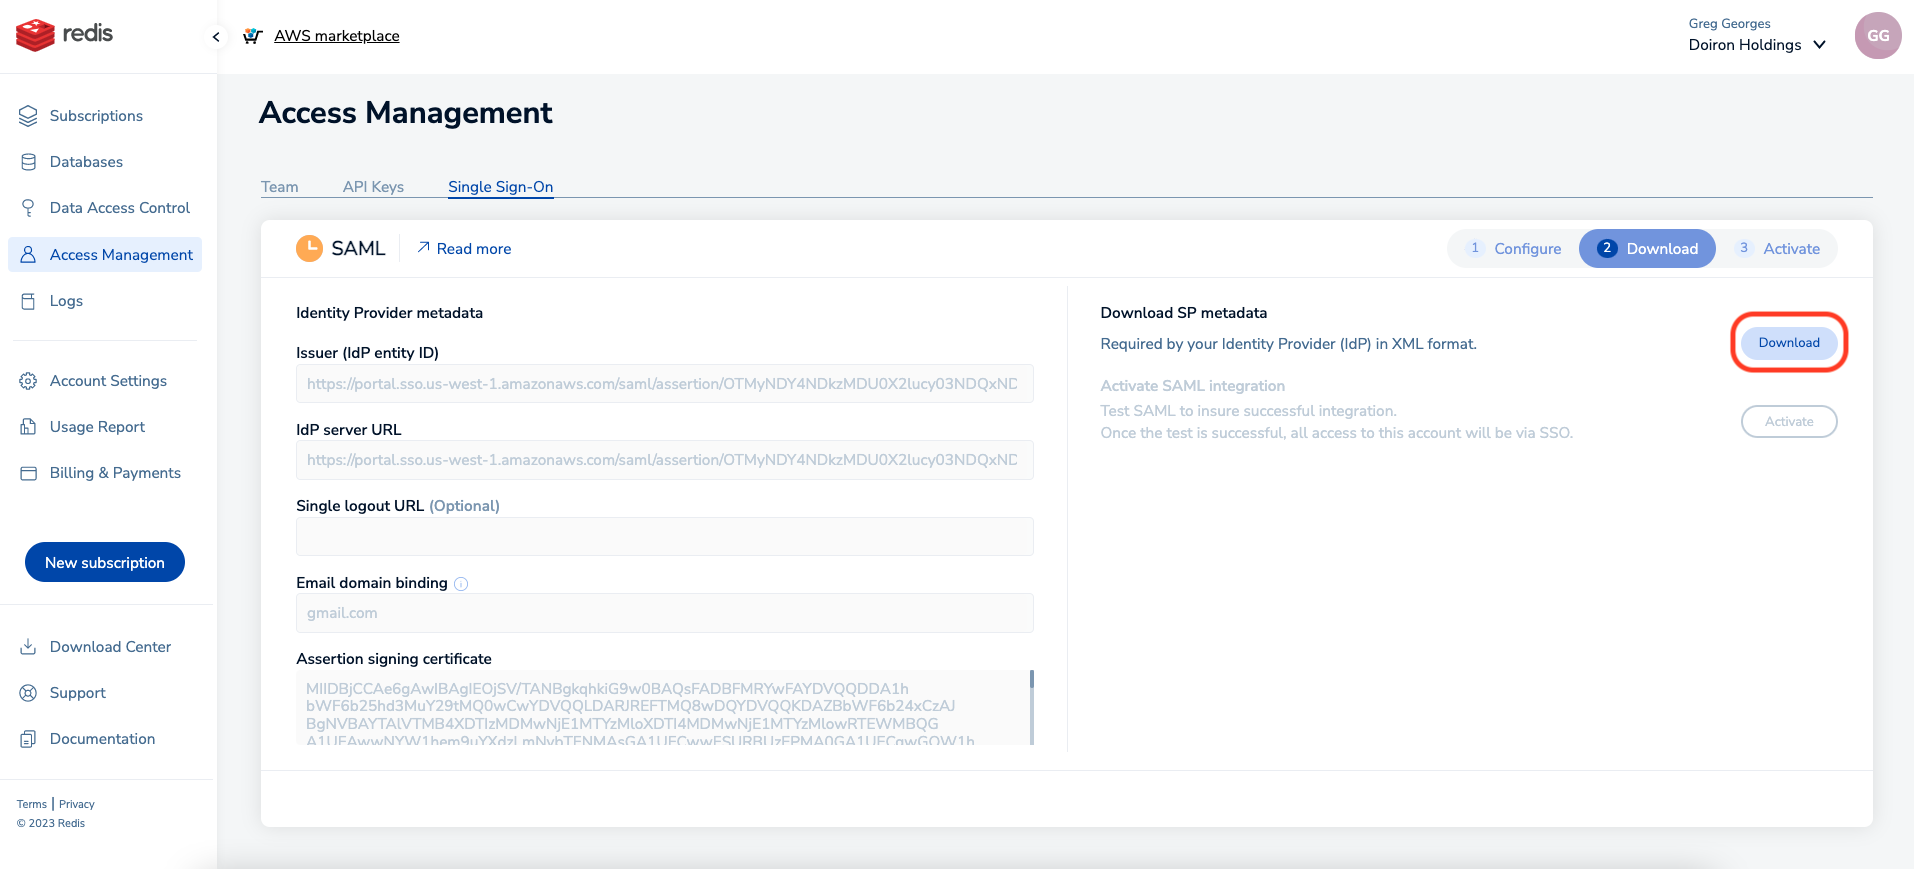 redis
AWS marketplace
Greg Georges
Doiron Holdings
GG
Subscriptions
Databases
Data Access Control
Access Management
Logs
Account Settings
Usage Report
Billing & Payments
New subscription
Download Center
Support
Documentation
Terms | Privacy
© 2023 Redis
Access Management
Team API Keys Single Sign-On
SAML Read more
1 Configure 2 Download 3 Activate
Identity Provider metadata
Issuer (IdP entity ID)
https://portal.sso.us-west-1.amazonaws.com/saml/assertion/OTMyNDY4NDkzMDU0X2lucy03NDQxND
IdP server URL
https://portal.sso.us-west-1.amazonaws.com/saml/assertion/OTMyNDY4NDkzMDU0X2lucy03NDQxND
Single logout URL (Optional)
Email domain binding
gmail.com
Assertion signing certificate
MIIDBjCCAe6gAwIBAgIEOjSV/TANBgkqhkiG9w0BAQsFADBFMRYwFAYDVQQDDA1h
bWF6b25hd3MuY29tMQ0wCwYDVQQLDARJREFTMQ8wDQYDVQQKDAZBbWF6b24xCzAJ
BgNVBAYTAlVTMB4XDTIzMDMwNjE1MTYzMloXDTI4MDMwNjE1MTYzMlowRTEWMBQG
Download SP metadata
Required by your Identity Provider (IdP) in XML format.
Download
Activate SAML integration
Test SAML to insure successful integration.
Once the test is successful, all access to this account will be via SSO.
Activate